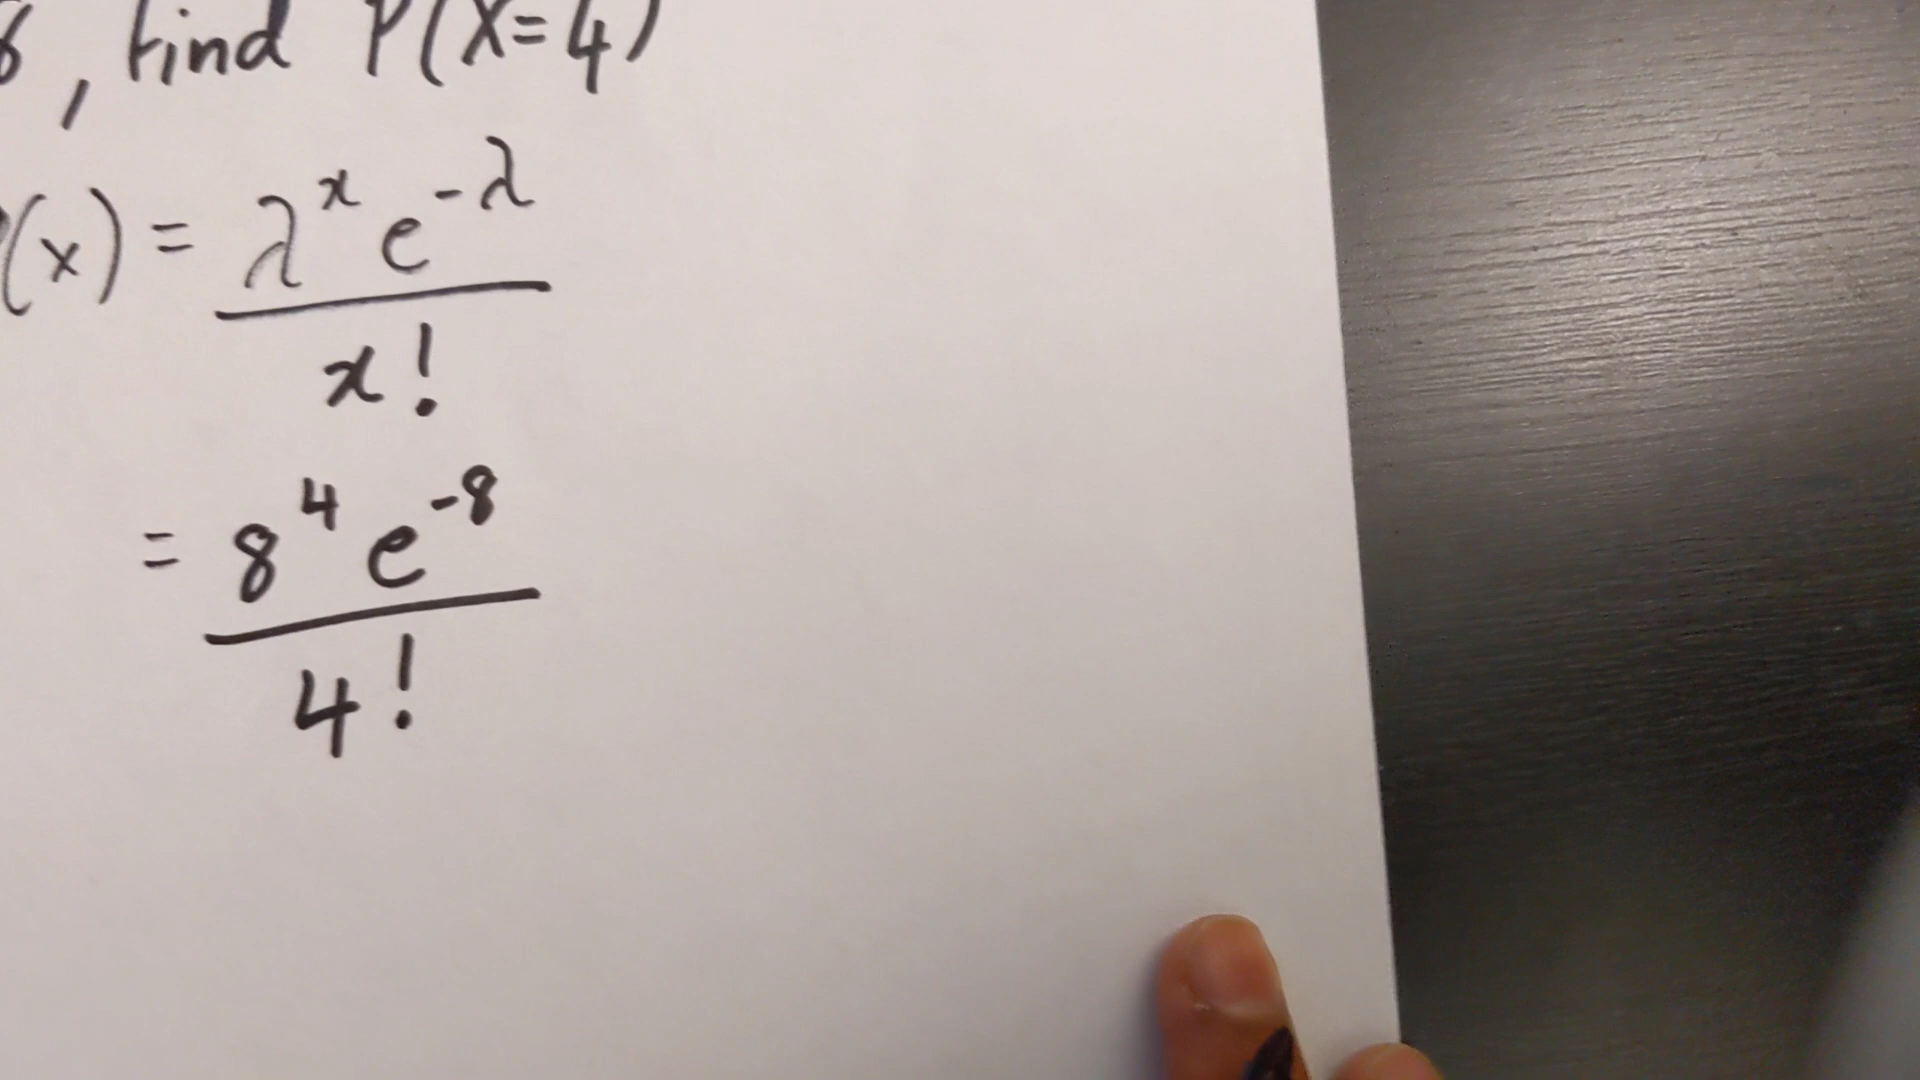 , find P(X=4)
(x) = λ^x e^-λ / x!
= 8^4 e^-8 / 4!